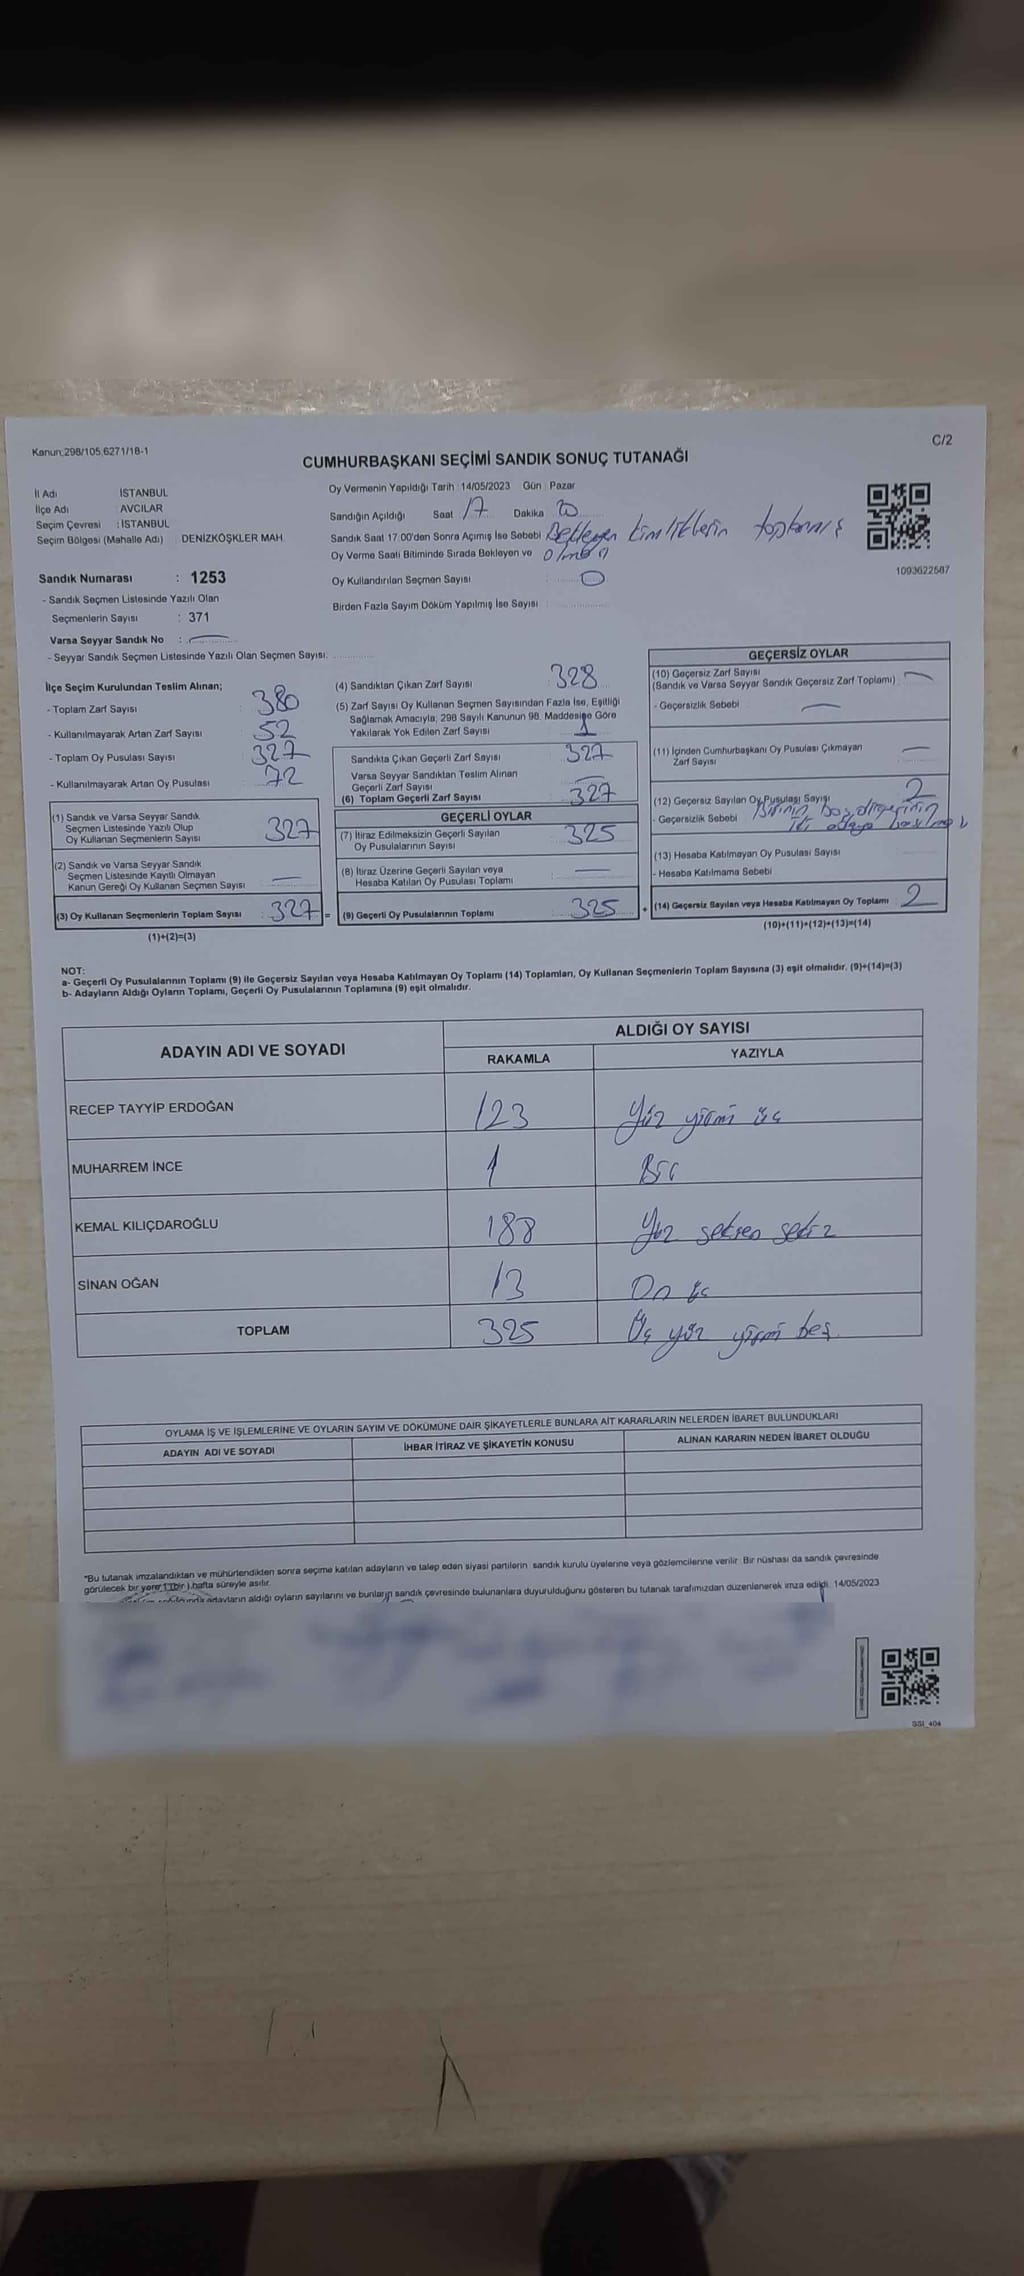 Kanun;298/105,6271/18-1
C/2
CUMHURBAŞKANI SEÇİMİ SANDIK SONUÇ TUTANAĞI
İl Adı İSTANBUL
İlçe Adı AVCILAR
Seçim Çevresi : İSTANBUL
Seçim Bölgesi (Mahalle Adı) DENİZKÖŞKLER MAH.
Oy Vermenin Yapıldığı Tarih : 14/05/2023 Gün : Pazar
Sandığın Açıldığı Saat 17 Dakika 20
Sandık Saat 17.00'den Sonra Açımış İse Sebebi Bekleyen kimliklerin toplanmış
Oy Verme Saati Bitiminde Sırada Bekleyen ve olması
Oy Kullandırılan Seçmen Sayısı 0
Birden Fazla Sayım Döküm Yapılmış İse Sayısı
1093622587
Sandık Numarası : 1253
- Sandık Seçmen Listesinde Yazılı Olan
Seçmenlerin Sayısı : 371
Varsa Seyyar Sandık No : —
- Seyyar Sandık Seçmen Listesinde Yazılı Olan Seçmen Sayısı:
İlçe Seçim Kurulundan Teslim Alınan;
- Toplam Zarf Sayısı 380
- Kullanılmayarak Artan Zarf Sayısı 52
- Toplam Oy Pusulası Sayısı 327
- Kullanılmayarak Artan Oy Pusulası 72
(1) Sandık ve Varsa Seyyar Sandık
Seçmen Listesinde Yazılı Olup
Oy Kullanan Seçmenlerin Sayısı 327
(2) Sandık ve Varsa Seyyar Sandık
Seçmen Listesinde Kayıtlı Olmayan
Kanun Gereği Oy Kullanan Seçmen Sayısı —
(3) Oy Kullanan Seçmenlerin Toplam Sayısı : 327 =
(1)+(2)=(3)
(4) Sandıktan Çıkan Zarf Sayısı 328
(5) Zarf Sayısı Oy Kullanan Seçmen Sayısından Fazla İse, Eşitliği
Sağlamak Amacıyla; 298 Sayılı Kanunun 98. Maddesine Göre
Yakılarak Yok Edilen Zarf Sayısı 1
Sandıkta Çıkan Geçerli Zarf Sayısı 327
Varsa Seyyar Sandıktan Teslim Alınan
Geçerli Zarf Sayısı —
(6) Toplam Geçerli Zarf Sayısı 327
GEÇERLİ OYLAR
(7) İtiraz Edilmeksizin Geçerli Sayılan
Oy Pusulalarının Sayısı 325
(8) İtiraz Üzerine Geçerli Sayılan veya
Hesaba Katılan Oy Pusulası Toplamı —
(9) Geçerli Oy Pusulalarının Toplamı 325 +
GEÇERSİZ OYLAR
(10) Geçersiz Zarf Sayısı
(Sandık ve Varsa Seyyar Sandık Geçersiz Zarf Toplamı) —
- Geçersizlik Sebebi —
(11) İçinden Cumhurbaşkanı Oy Pusulası Çıkmayan
Zarf Sayısı —
(12) Geçersiz Sayılan Oy Pusulası Sayısı 2
- Geçersizlik Sebebi Birinin boş diğerinin
iki adaya
(13) Hesaba Katılmayan Oy Pusulası Sayısı
- Hesaba Katılmama Sebebi
(14) Geçersiz Sayılan veya Hesaba Katılmayan Oy Toplamı 2
(10)+(11)+(12)+(13)=(14)
NOT:
a- Geçerli Oy Pusulalarının Toplamı (9) ile Geçersiz Sayılan veya Hesaba Katılmayan Oy Toplamı (14) Toplamları, Oy Kullanan Seçmenlerin Toplam Sayısına (3) eşit olmalıdır. (9)+(14)=(3)
b- Adayların Aldığı Oyların Toplamı, Geçerli Oy Pusulalarının Toplamına (9) eşit olmalıdır.
ADAYIN ADI VE SOYADI
ALDIĞI OY SAYISI
RAKAMLA YAZIYLA
RECEP TAYYİP ERDOĞAN 123 Yüz yirmi üç
MUHARREM İNCE 1 Bir
KEMAL KILIÇDAROĞLU 188 Yüz seksen sekiz
SİNAN OĞAN 13 On üç
TOPLAM 325 Üç yüz yirmi beş
OYLAMA İŞ VE İŞLEMLERİNE VE OYLARIN SAYIM VE DÖKÜMÜNE DAİR ŞİKAYETLERLE BUNLARA AİT KARARLARIN NELERDEN İBARET BULUNDUKLARI
ADAYIN ADI VE SOYADI İHBAR İTİRAZ VE ŞİKAYETİN KONUSU ALINAN KARARIN NEDEN İBARET OLDUĞU
"Bu tutanak imzalandıktan ve mühürlendikten sonra seçime katılan adayların ve talep eden siyasi partilerin sandık kurulu üyelerine veya gözlemcilerine verilir. Bir nüshası da sandık çevresinde
görülecek bir yere 1 (bir) hafta süreyle asılır.
adayların aldığı oyların sayılarını ve bunların sandık çevresinde bulunanlara duyurulduğunu gösteren bu tutanak tarafımızdan düzenlenerek imza edildi. 14/05/2023
SSI_404